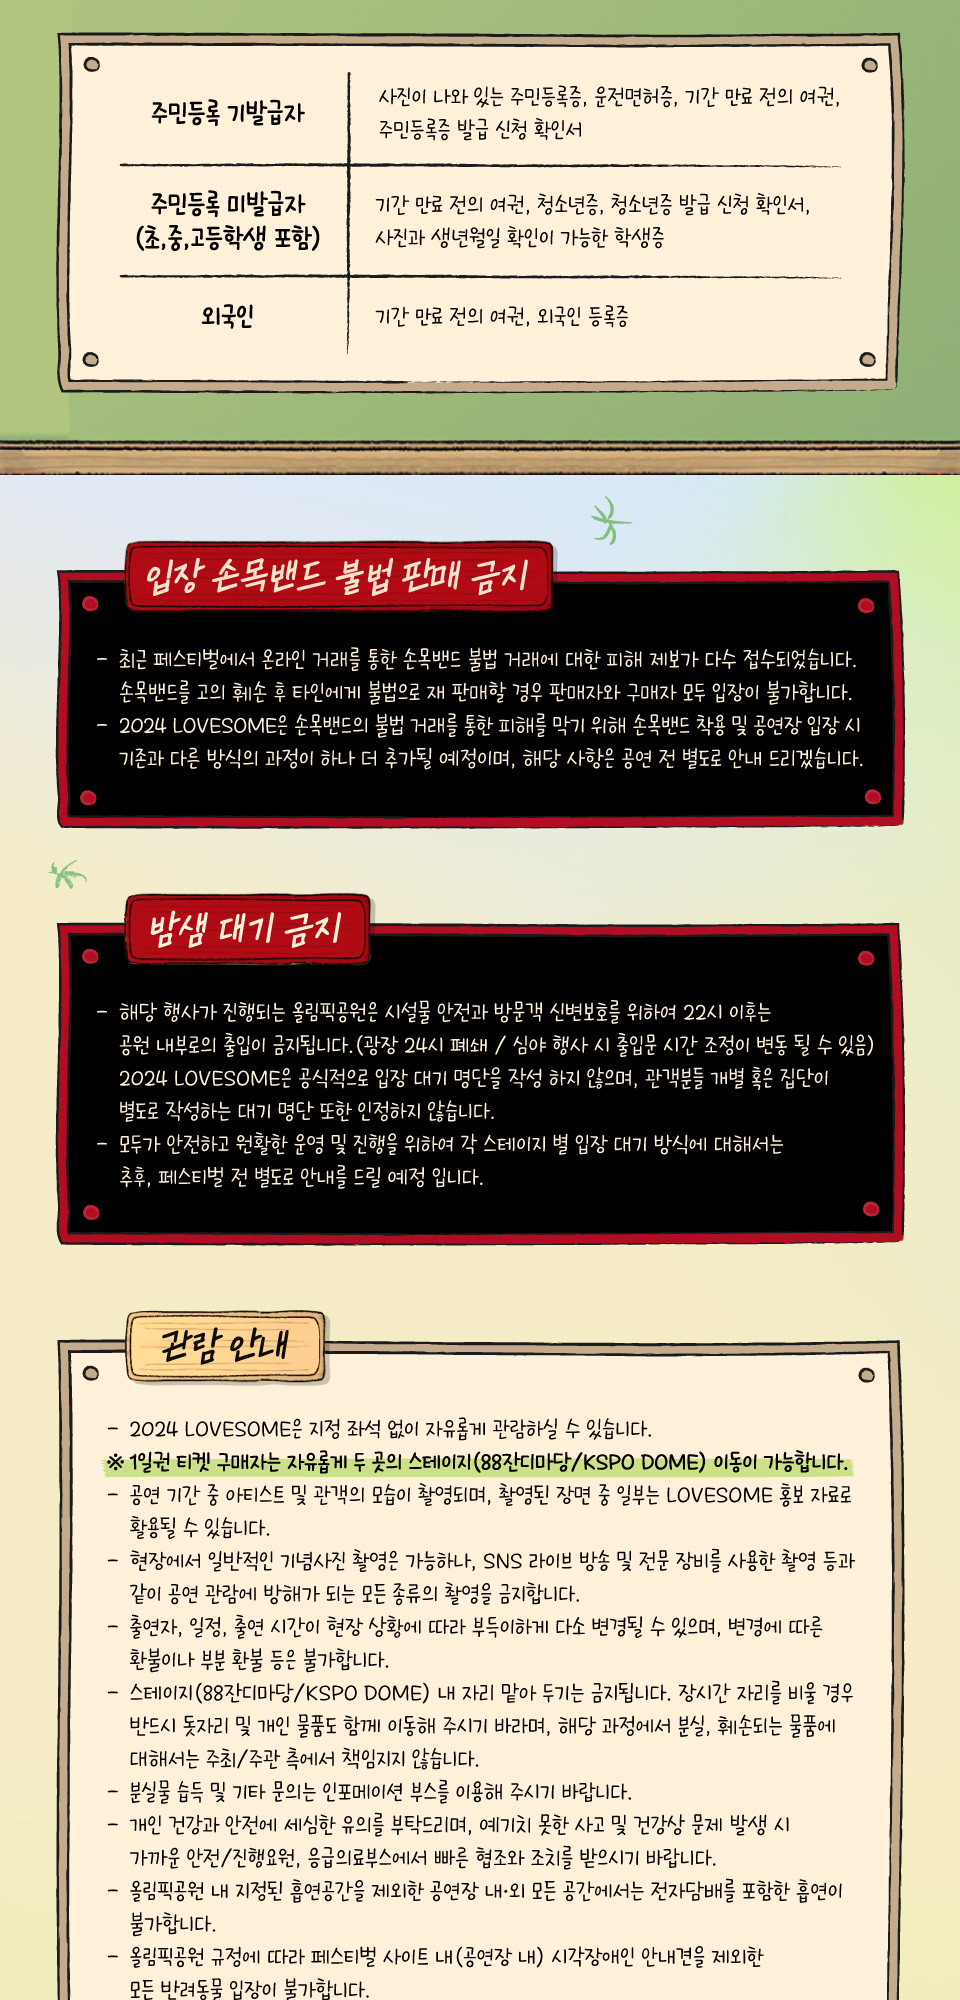 주민등록 기발급자
사진이 나와 있는 주민등록증, 운전면허증, 기간 만료 전의 여권,
주민등록증 발급 신청 확인서
주민등록 미발급자
(초,중,고등학생 포함)
기간 만료 전의 여권, 청소년증, 청소년증 발급 신청 확인서,
사진과 생년월일 확인이 가능한 학생증
외국인
기간 만료 전의 여권, 외국인 등록증
입장 손목밴드 불법 판매 금지
- 최근 페스티벌에서 온라인 거래를 통한 손목밴드 불법 거래에 대한 피해 제보가 다수 접수되었습니다.
손목밴드를 고의 훼손 후 타인에게 불법으로 재 판매할 경우 판매자와 구매자 모두 입장이 불가합니다.
- 2024 LOVESOME은 손목밴드의 불법 거래를 통한 피해를 막기 위해 손목밴드 착용 및 공연장 입장 시
기존과 다른 방식의 과정이 하나 더 추가될 예정이며, 해당 사항은 공연 전 별도로 안내 드리겠습니다.
밤샘 대기 금지
- 해당 행사가 진행되는 올림픽공원은 시설물 안전과 방문객 신변보호를 위하여 22시 이후는
공원 내부로의 출입이 금지됩니다.(광장 24시 폐쇄 / 심야 행사 시 출입문 시간 조정이 변동 될 수 있음)
2024 LOVESOME은 공식적으로 입장 대기 명단을 작성 하지 않으며, 관객분들 개별 혹은 집단이
별도로 작성하는 대기 명단 또한 인정하지 않습니다.
- 모두가 안전하고 원활한 운영 및 진행을 위하여 각 스테이지 별 입장 대기 방식에 대해서는
추후, 페스티벌 전 별도로 안내를 드릴 예정 입니다.
관람 안내
- 2024 LOVESOME은 지정 좌석 없이 자유롭게 관람하실 수 있습니다.
※ 1일권 티켓 구매자는 자유롭게 두 곳의 스테이지(88잔디마당/KSPO DOME) 이동이 가능합니다.
- 공연 기간 중 아티스트 및 관객의 모습이 촬영되며, 촬영된 장면 중 일부는 LOVESOME 홍보 자료로
활용될 수 있습니다.
- 현장에서 일반적인 기념사진 촬영은 가능하나, SNS 라이브 방송 및 전문 장비를 사용한 촬영 등과
같이 공연 관람에 방해가 되는 모든 종류의 촬영을 금지합니다.
- 출연자, 일정, 출연 시간이 현장 상황에 따라 부득이하게 다소 변경될 수 있으며, 변경에 따른
환불이나 부분 환불 등은 불가합니다.
- 스테이지(88잔디마당/KSPO DOME) 내 자리 맡아 두기는 금지됩니다. 장시간 자리를 비울 경우
반드시 돗자리 및 개인 물품도 함께 이동해 주시기 바라며, 해당 과정에서 분실, 훼손되는 물품에
대해서는 주최/주관 측에서 책임지지 않습니다.
- 분실물 습득 및 기타 문의는 인포메이션 부스를 이용해 주시기 바랍니다.
- 개인 건강과 안전에 세심한 유의를 부탁드리며, 예기치 못한 사고 및 건강상 문제 발생 시
가까운 안전/진행요원, 응급의료부스에서 빠른 협조와 조치를 받으시기 바랍니다.
- 올림픽공원 내 지정된 흡연공간을 제외한 공연장 내·외 모든 공간에서는 전자담배를 포함한 흡연이
불가합니다.
- 올림픽공원 규정에 따라 페스티벌 사이트 내(공연장 내) 시각장애인 안내견을 제외한
모든 반려동물 입장이 불가합니다.